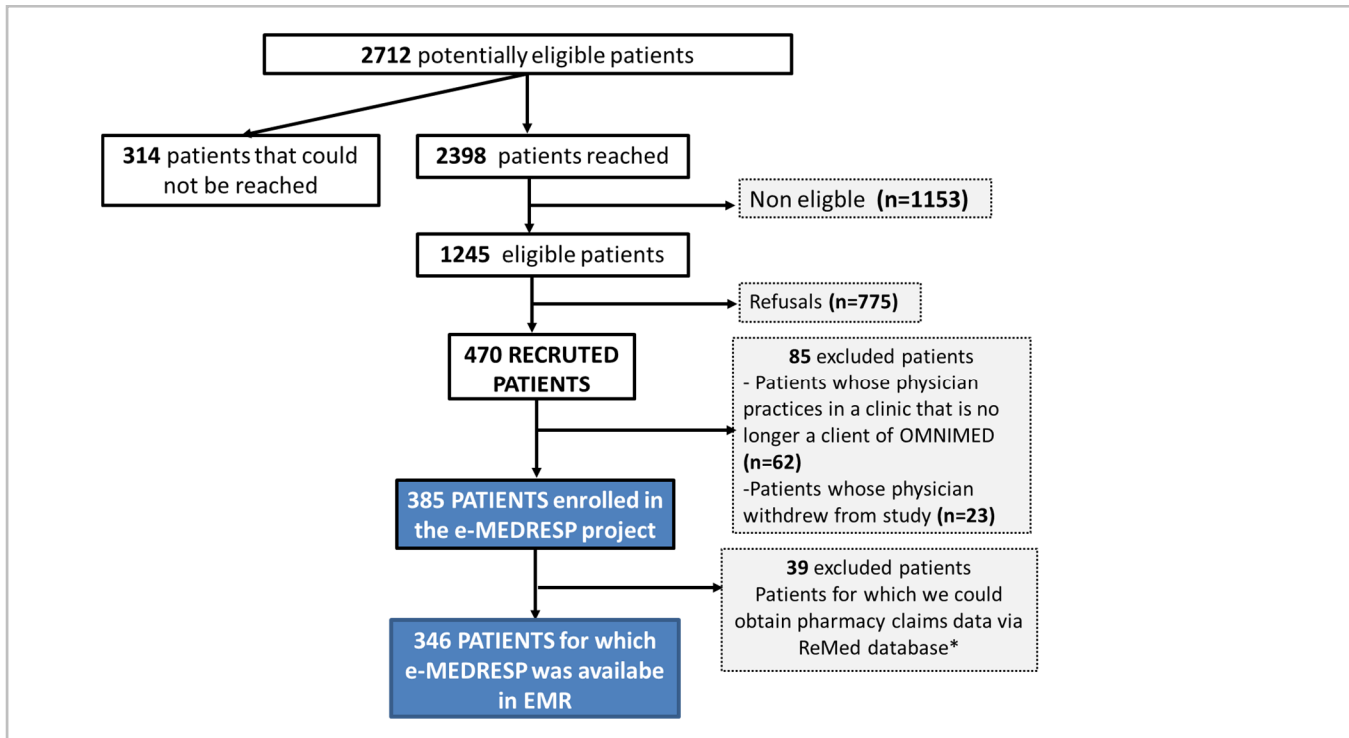 2712 potentially eligible patients
314 patients that could
not be reached
2398 patients reached
Non eligble (n=1153)
1245 eligible patients
Refusals (n=775)
470 RECRUTED
PATIENTS
85 excluded patients
- Patients whose physician
practices in a clinic that is no
longer a client of OMNIMED
(n=62)
-Patients whose physician
withdrew from study (n=23)
385 PATIENTS enrolled in
the e-MEDRESP project
39 excluded patients
Patients for which we could
obtain pharmacy claims data via
ReMed database*
346 PATIENTS for which
e-MEDRESP was availabe
in EMR